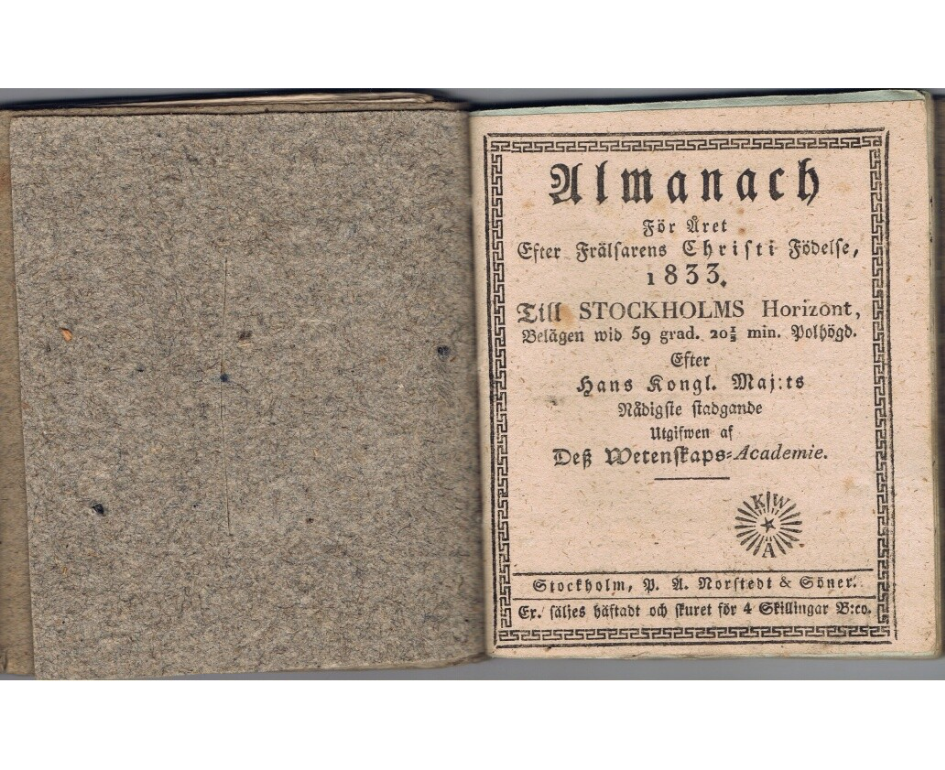 Almanach
För Året
Efter Frälsarens Christi Födelse,
1833.
Till STOCKHOLMS Horizont,
Belägen wid 59 grad. 20½ min. Polhögd.
Efter
Hans Kongl. Maj:ts
Nådigste stadgande
Utgifwen af
Deß Wetenskaps-Academie.
K W
A
Stockholm, P. A. Norstedt & Söner.
Ex. säljes häftadt och skuret för 4 Skillingar B:co.